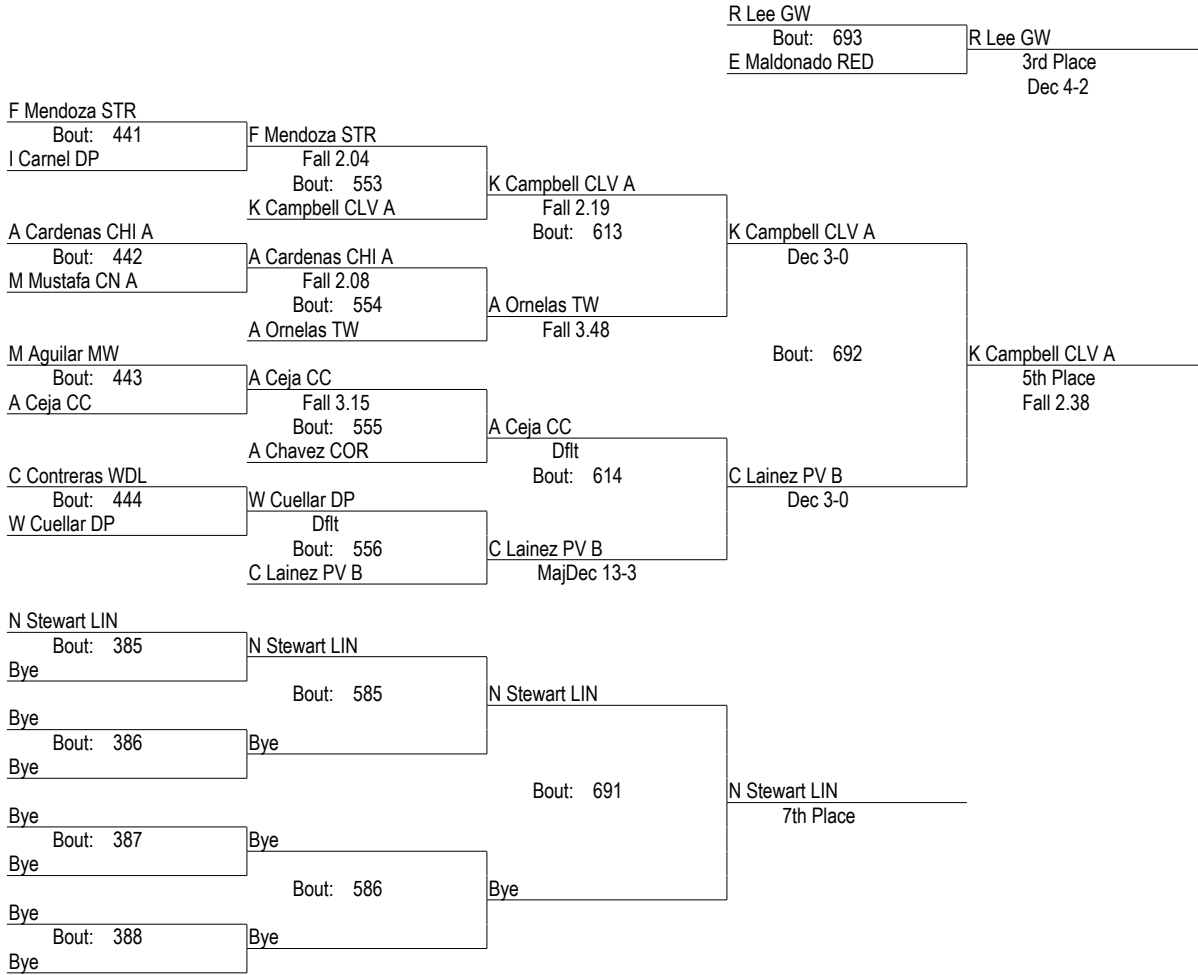 R Lee GW
Bout: 693
R Lee GW
E Maldonado RED
3rd Place
Dec 4-2
F Mendoza STR
Bout: 441
F Mendoza STR
I Carnel DP
Fall 2.04
Bout: 553
K Campbell CLV A
K Campbell CLV A
Fall 2.19
A Cardenas CHI A
Bout: 613
K Campbell CLV A
Bout: 442
A Cardenas CHI A
Dec 3-0
M Mustafa CN A
Fall 2.08
Bout: 554
A Ornelas TW
A Ornelas TW
Fall 3.48
M Aguilar MW
Bout: 692
K Campbell CLV A
Bout: 443
A Ceja CC
5th Place
A Ceja CC
Fall 3.15
Fall 2.38
Bout: 555
A Ceja CC
A Chavez COR
Dflt
C Contreras WDL
Bout: 614
C Lainez PV B
Bout: 444
W Cuellar DP
Dec 3-0
W Cuellar DP
Dflt
Bout: 556
C Lainez PV B
C Lainez PV B
MajDec 13-3
N Stewart LIN
Bout: 385
N Stewart LIN
Bye
Bout: 585
N Stewart LIN
Bye
Bout: 386
Bye
Bye
Bout: 691
N Stewart LIN
Bye
7th Place
Bout: 387
Bye
Bye
Bout: 586
Bye
Bye
Bout: 388
Bye
Bye